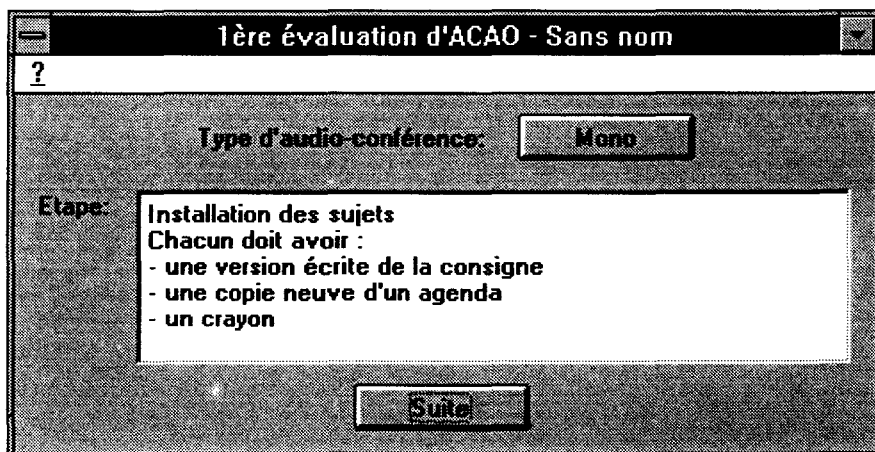 1ère évaluation d'ACAO - Sans nom
?
Type d'audio-conférence: Mono
Etape:
Installation des sujets
Chacun doit avoir :
- une version écrite de la consigne
- une copie neuve d'un agenda
- un crayon
Suite